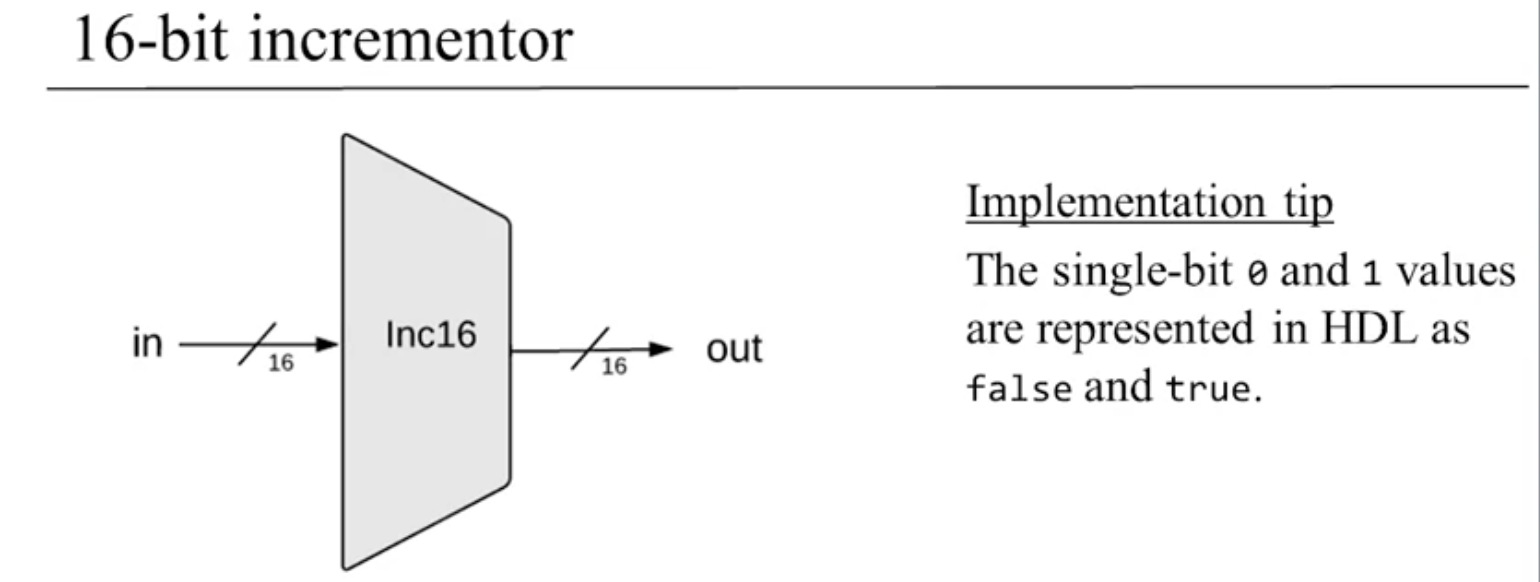 16-bit incrementor
Implementation tip
The single-bit 0 and 1 values
are represented in HDL as
false and true.
in
16
Inc16
16
out